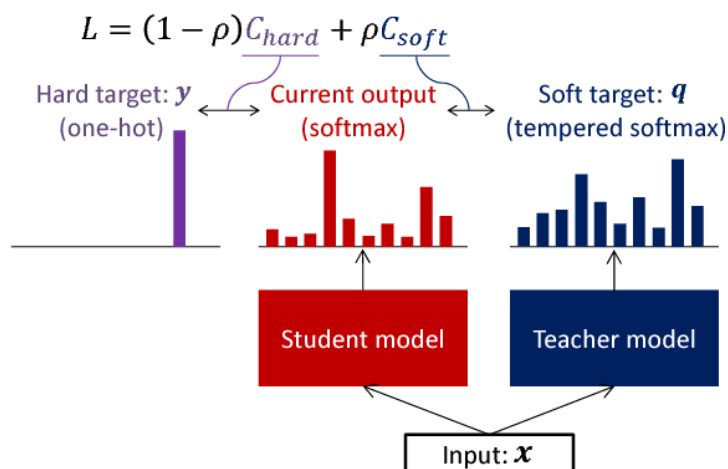 L = (1 − ρ)C_hard + ρC_soft
Hard target: y
(one-hot)
Current output
(softmax)
Soft target: q
(tempered softmax)
Student model
Teacher model
Input: x